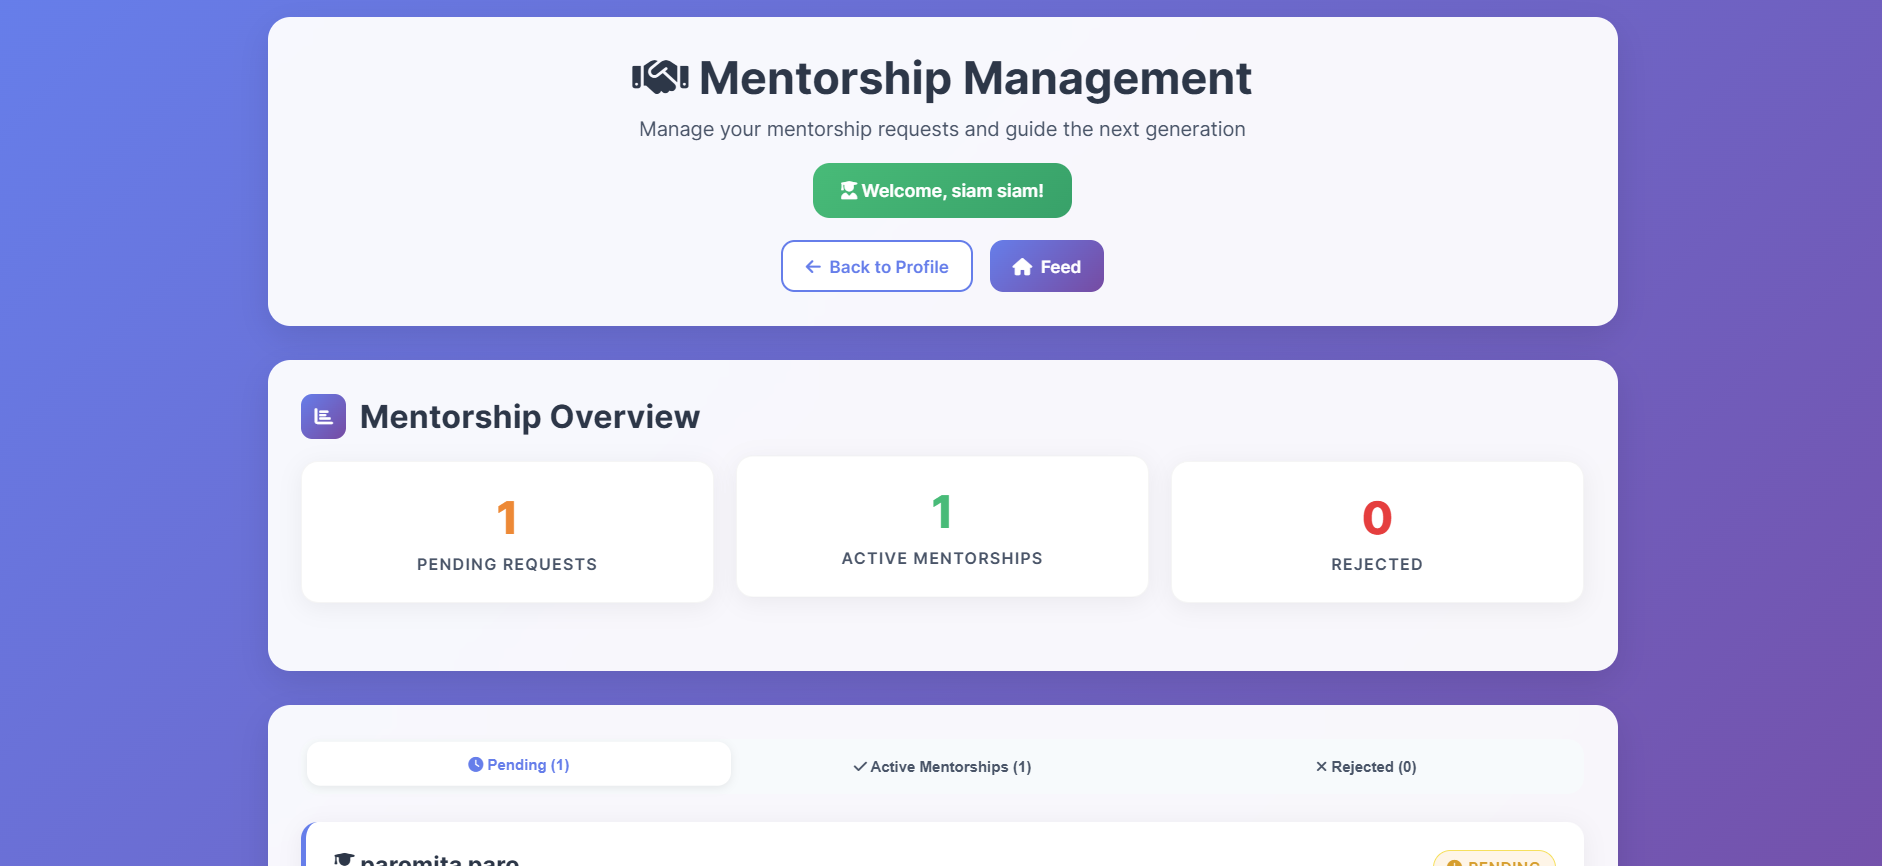 Mentorship Management
Manage your mentorship requests and guide the next generation
Welcome, siam siam!
Back to Profile
Feed
Mentorship Overview
1
PENDING REQUESTS
1
ACTIVE MENTORSHIPS
0
REJECTED
Pending (1)
Active Mentorships (1)
Rejected (0)
paromita paro
PENDING